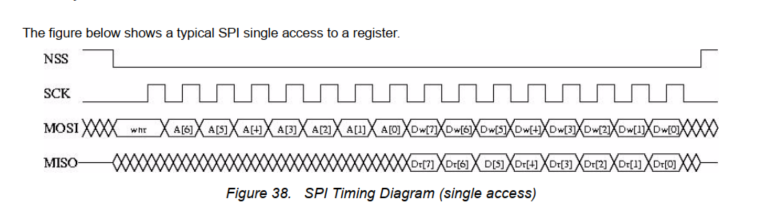 The figure below shows a typical SPI single access to a register.
NSS
SCK
MOSI wnr A[6] A[5] A[4] A[3] A[2] A[1] A[0] Dw[7] Dw[6] Dw[5] Dw[4] Dw[3] Dw[2] Dw[1] Dw[0]
MISO Dr[7] Dr[6] D[5] Dr[4] Dr[3] Dr[2] Dr[1] Dr[0]
Figure 38. SPI Timing Diagram (single access)